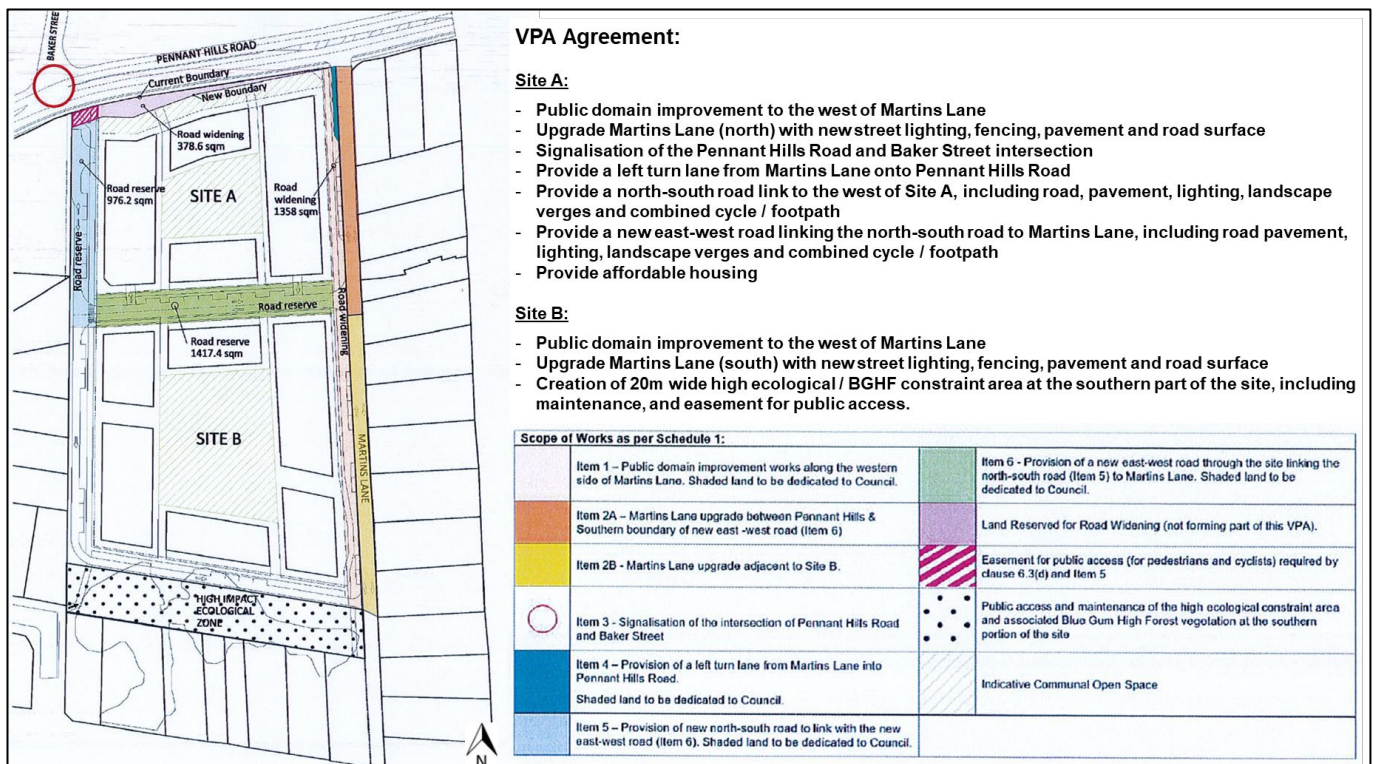 BAKER STREET
PENNANT HILLS ROAD
Current Boundary
New Boundary
Road widening
378.6 sqm
Road reserve
976.2 sqm
SITE A
Road
widening
1358 sqm
Road reserve
Road reserve
Road widening
Road reserve
1417.4 sqm
SITE B
MARTINS LANE
HIGH IMPACT
ECOLOGICAL
ZONE
N
VPA Agreement:
Site A:
- Public domain improvement to the west of Martins Lane
- Upgrade Martins Lane (north) with new street lighting, fencing, pavement and road surface
- Signalisation of the Pennant Hills Road and Baker Street intersection
- Provide a left turn lane from Martins Lane onto Pennant Hills Road
- Provide a north-south road link to the west of Site A, including road, pavement, lighting, landscape
verges and combined cycle / footpath
- Provide a new east-west road linking the north-south road to Martins Lane, including road pavement,
lighting, landscape verges and combined cycle / footpath
- Provide affordable housing
Site B:
- Public domain improvement to the west of Martins Lane
- Upgrade Martins Lane (south) with new street lighting, fencing, pavement and road surface
- Creation of 20m wide high ecological / BGHF constraint area at the southern part of the site, including
maintenance, and easement for public access.
Scope of Works as per Schedule 1:
Item 1 – Public domain improvement works along the western
side of Martins Lane. Shaded land to be dedicated to Council.
Item 2A – Martins Lane upgrade between Pennant Hills &
Southern boundary of new east -west road (Item 6)
Item 2B - Martins Lane upgrade adjacent to Site B.
Item 3 - Signalisation of the intersection of Pennant Hills Road
and Baker Street
Item 4 – Provision of a left turn lane from Martins Lane into
Pennant Hills Road.
Shaded land to be dedicated to Council.
Item 5 – Provision of new north-south road to link with the new
east-west road (Item 6). Shaded land to be dedicated to Council.
Item 6 - Provision of a new east-west road through the site linking the
north-south road (Item 5) to Martins Lane. Shaded land to be
dedicated to Council.
Land Reserved for Road Widening (not forming part of this VPA).
Easement for public access (for pedestrians and cyclists) required by
clause 6.3(d) and Item 5
Public access and maintenance of the high ecological constraint area
and associated Blue Gum High Forest vegetation at the southern
portion of the site
Indicative Communal Open Space